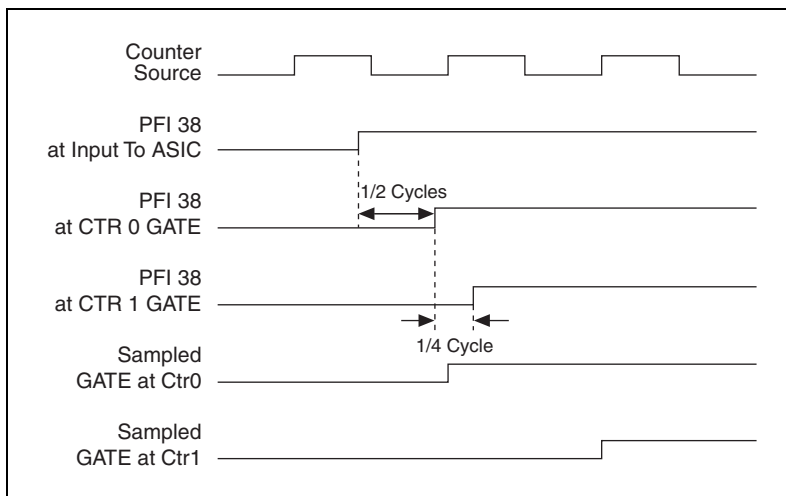 Counter
Source
PFI 38
at Input To ASIC
1/2 Cycles
PFI 38
at CTR 0 GATE
PFI 38
at CTR 1 GATE
1/4 Cycle
Sampled
GATE at Ctr0
Sampled
GATE at Ctr1